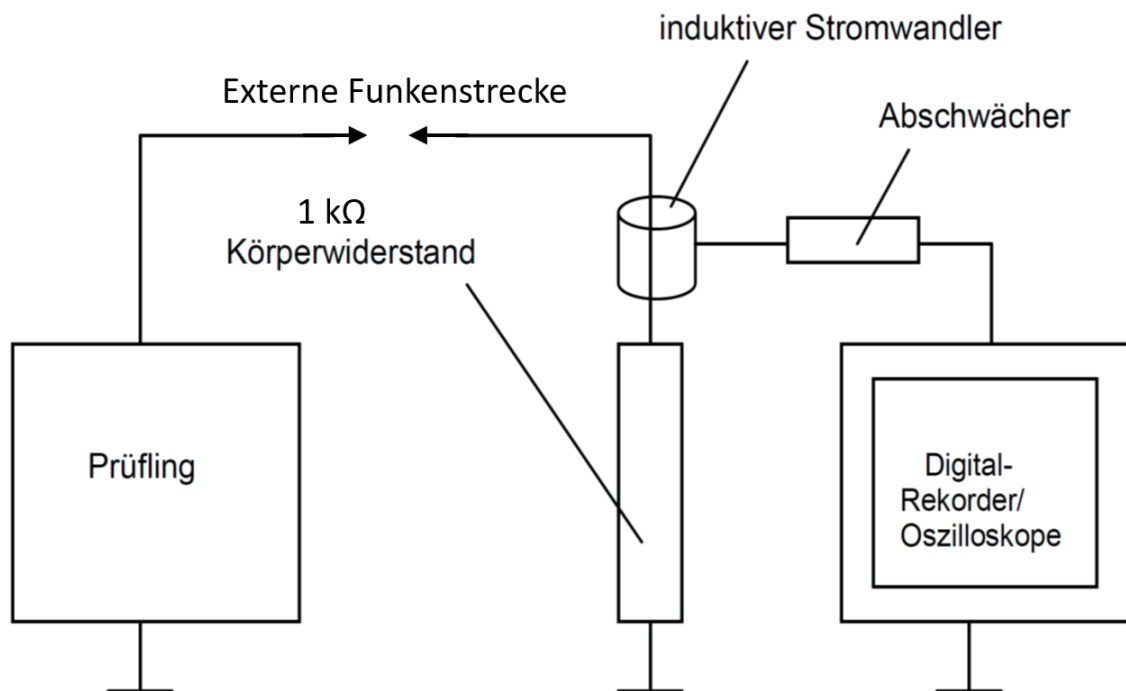 induktiver Stromwandler
Externe Funkenstrecke
Abschwächer
1 kΩ
Körperwiderstand
Prüfling
Digital-
Rekorder/
Oszilloskope